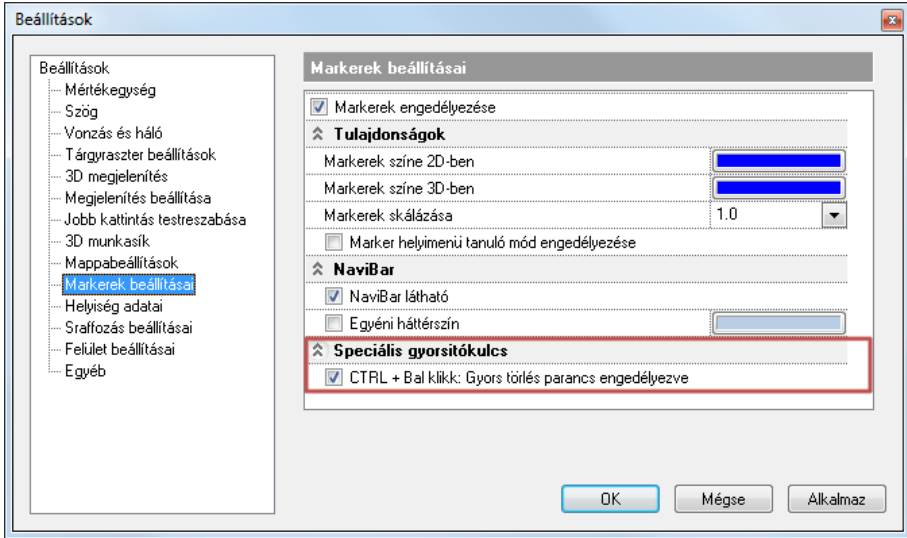 Beállítások
Beállítások
Mértékegység
Szög
Vonzás és háló
Tárgyraszter beállítások
3D megjelenítés
Megjelenítés beállítása
Jobb kattintás testreszabása
3D munkasík
Mappabeállítások
Markerek beállításai
Helyiség adatai
Sraffozás beállításai
Felület beállításai
Egyéb
Markerek beállításai
Markerek engedélyezése
Tulajdonságok
Markerek színe 2D-ben
Markerek színe 3D-ben
Markerek skálázása 1.0
Marker helyimenü tanuló mód engedélyezése
NaviBar
NaviBar látható
Egyéni háttérszín
Speciális gyorsitókulcs
CTRL + Bal klikk: Gyors törlés parancs engedélyezve
OK Mégse Alkalmaz